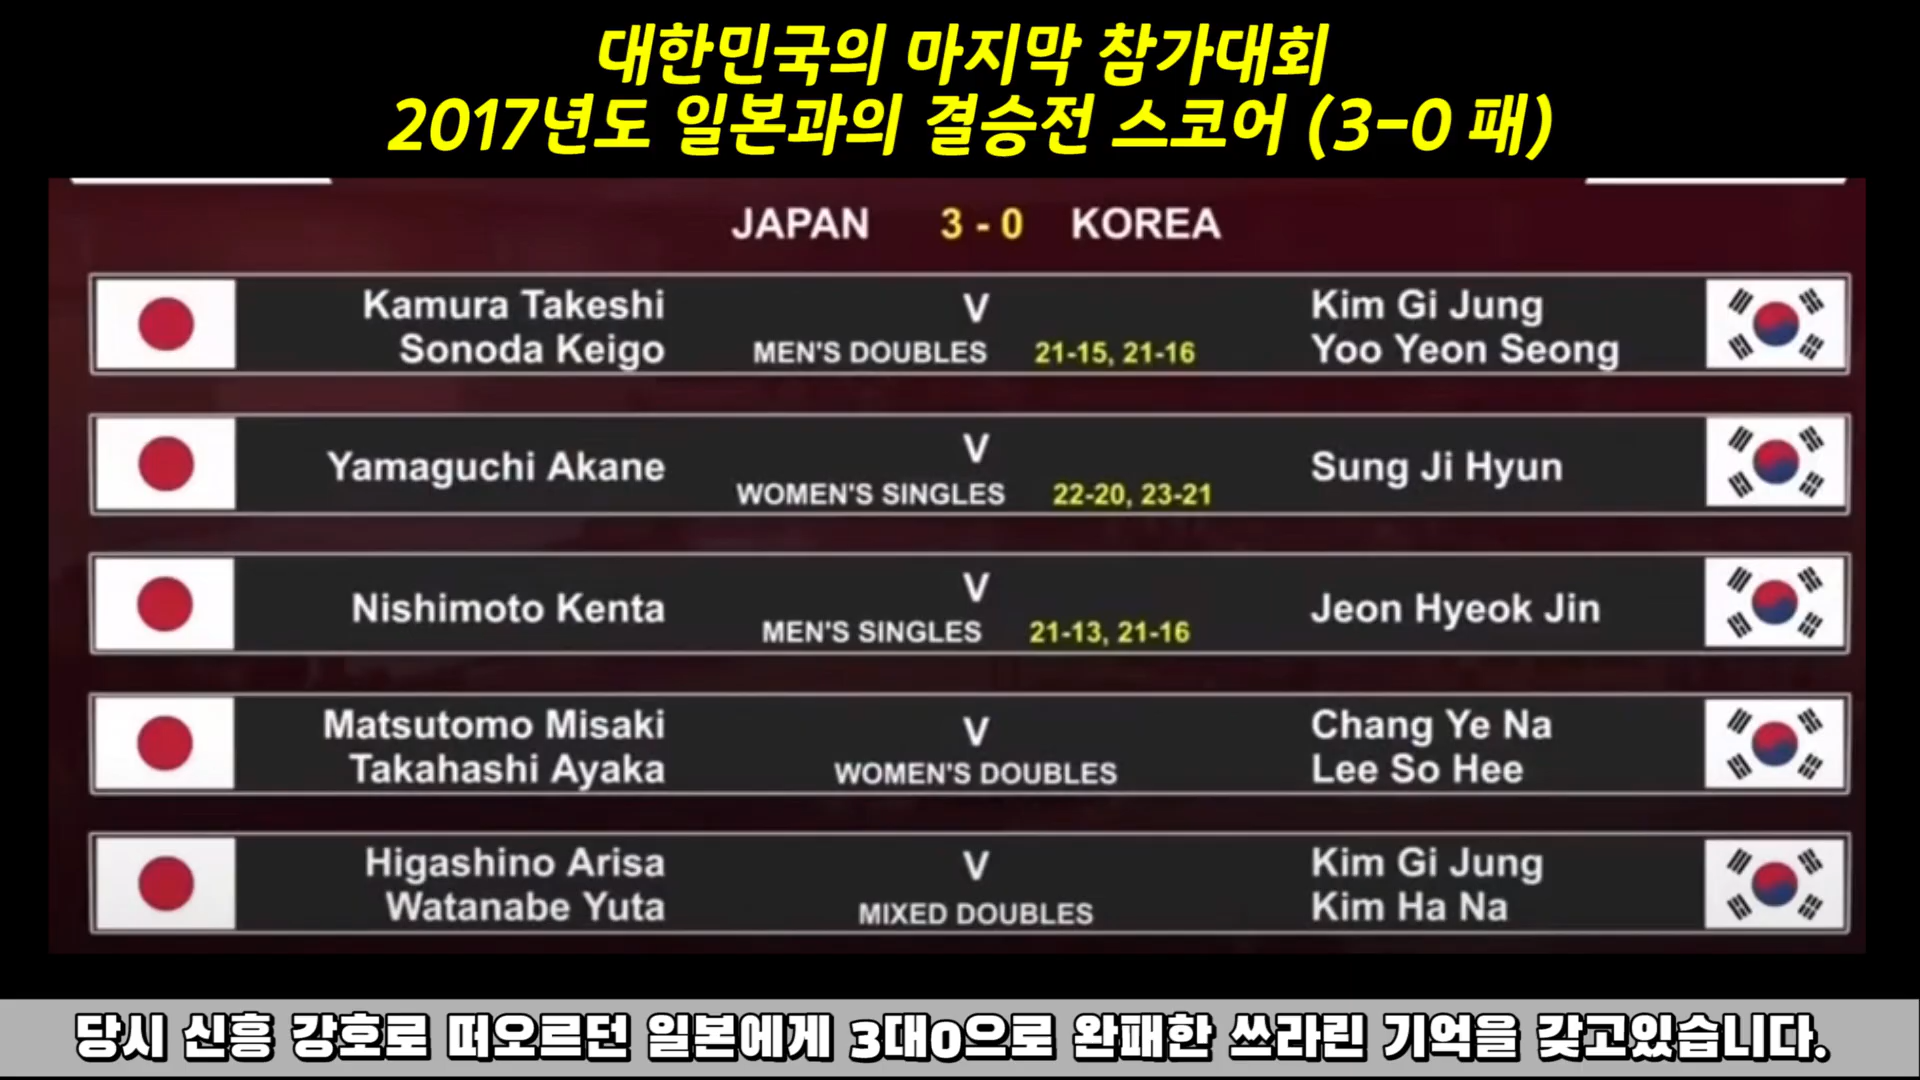 대한민국의 마지막 참가대회
2017년도 일본과의 결승전 스코어 (3-0 패)
JAPAN 3 - 0 KOREA
Kamura Takeshi V Kim Gi Jung
Sonoda Keigo MEN'S DOUBLES 21-15, 21-16 Yoo Yeon Seong
V
Yamaguchi Akane Sung Ji Hyun
WOMEN'S SINGLES 22-20, 23-21
V
Nishimoto Kenta Jeon Hyeok Jin
MEN'S SINGLES 21-13, 21-16
Matsutomo Misaki V Chang Ye Na
Takahashi Ayaka WOMEN'S DOUBLES Lee So Hee
Higashino Arisa V Kim Gi Jung
Watanabe Yuta MIXED DOUBLES Kim Ha Na
당시 신흥 강호로 떠오르던 일본에게 3대0으로 완패한 쓰라린 기억을 갖고있습니다.